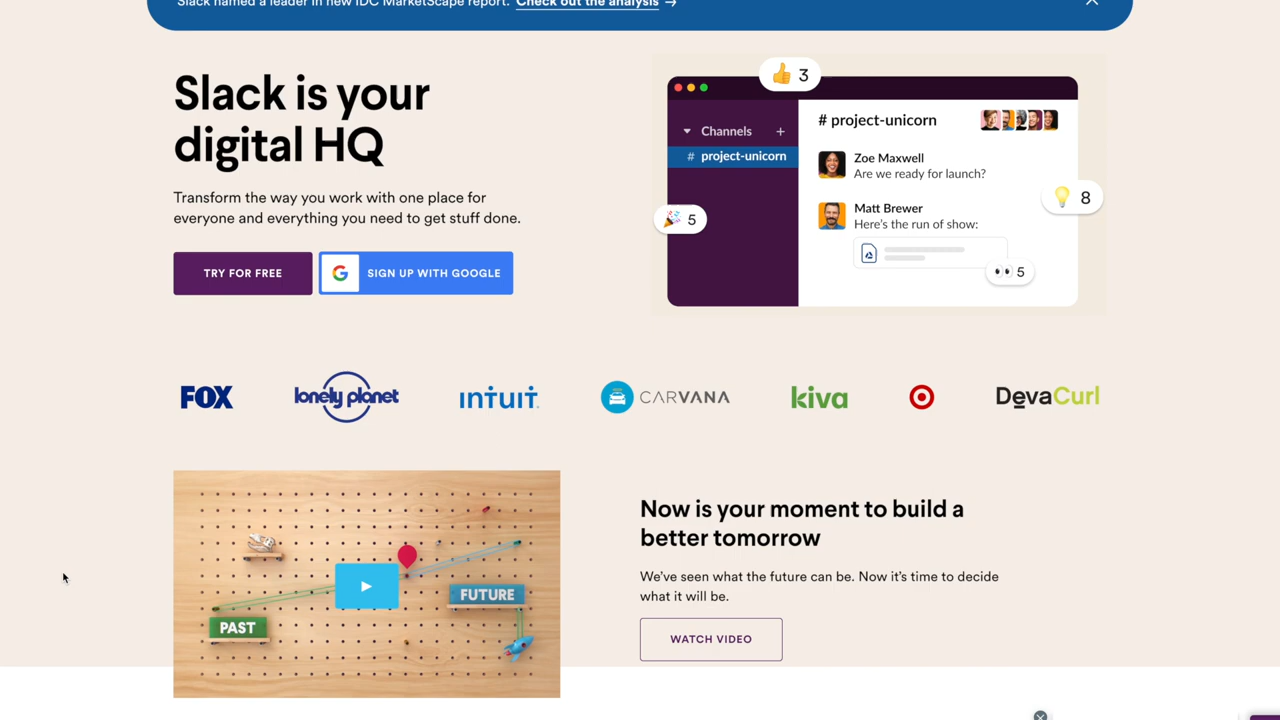 Slack named a leader in new IDC MarketScape report. Check out the analysis →
Slack is your
digital HQ
Transform the way you work with one place for
everyone and everything you need to get stuff done.
TRY FOR FREE
SIGN UP WITH GOOGLE
3
Channels +
# project-unicorn
# project-unicorn
Zoe Maxwell
Are we ready for launch?
8
Matt Brewer
Here's the run of show:
5
5
FOX
lonely planet
intuit.
CARVANA
kiva
DevaCurl
PAST
FUTURE
Now is your moment to build a
better tomorrow
We've seen what the future can be. Now it's time to decide
what it will be.
WATCH VIDEO